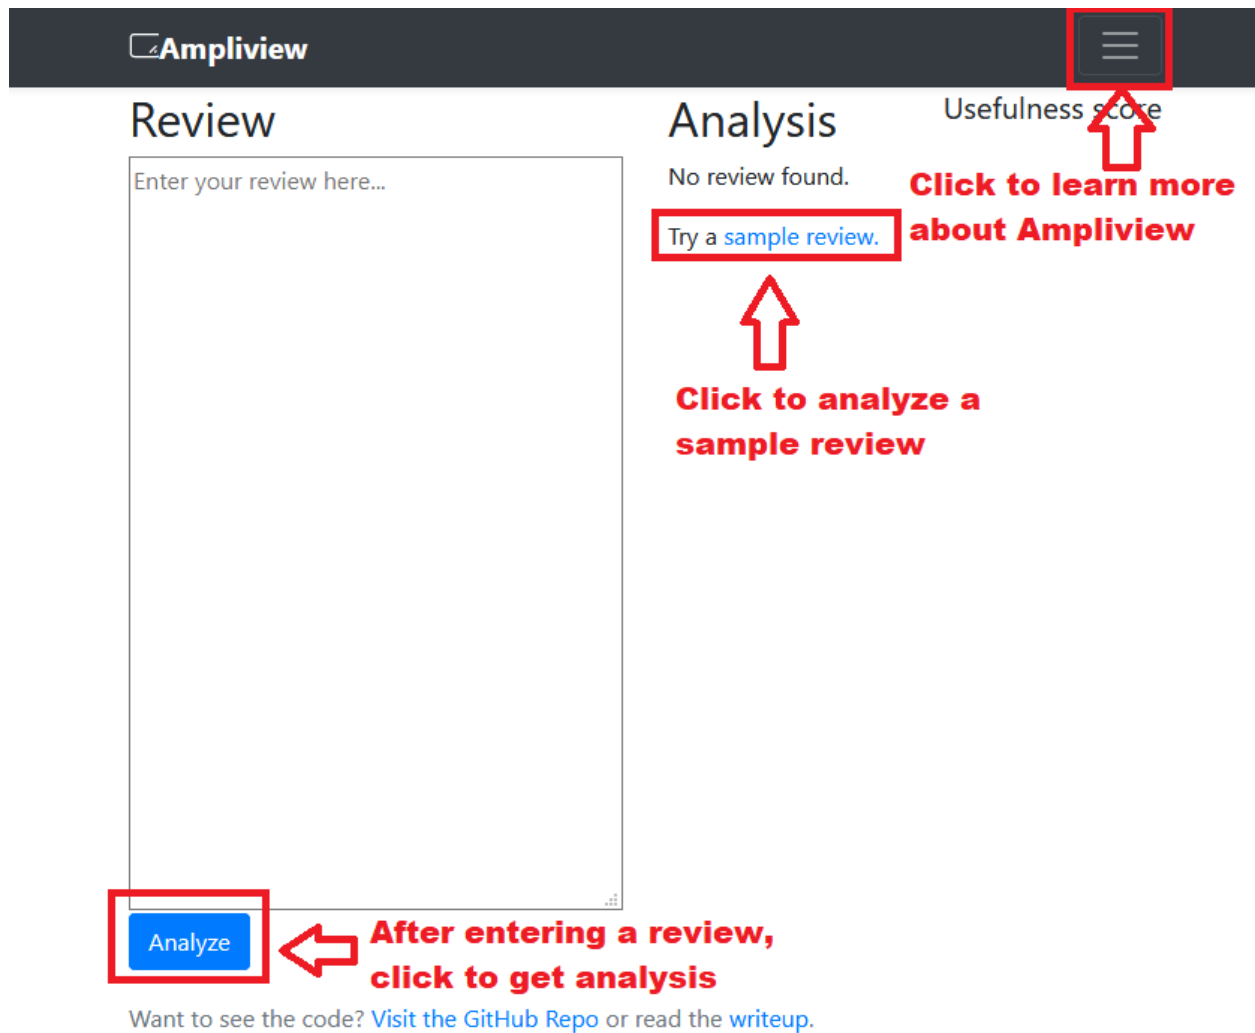 Ampliview
Review
Enter your review here...
Analyze
Analysis
Usefulness score
No review found.
Try a sample review.
Click to learn more
about Ampliview
Click to analyze a
sample review
After entering a review,
click to get analysis
Want to see the code? Visit the GitHub Repo or read the writeup.